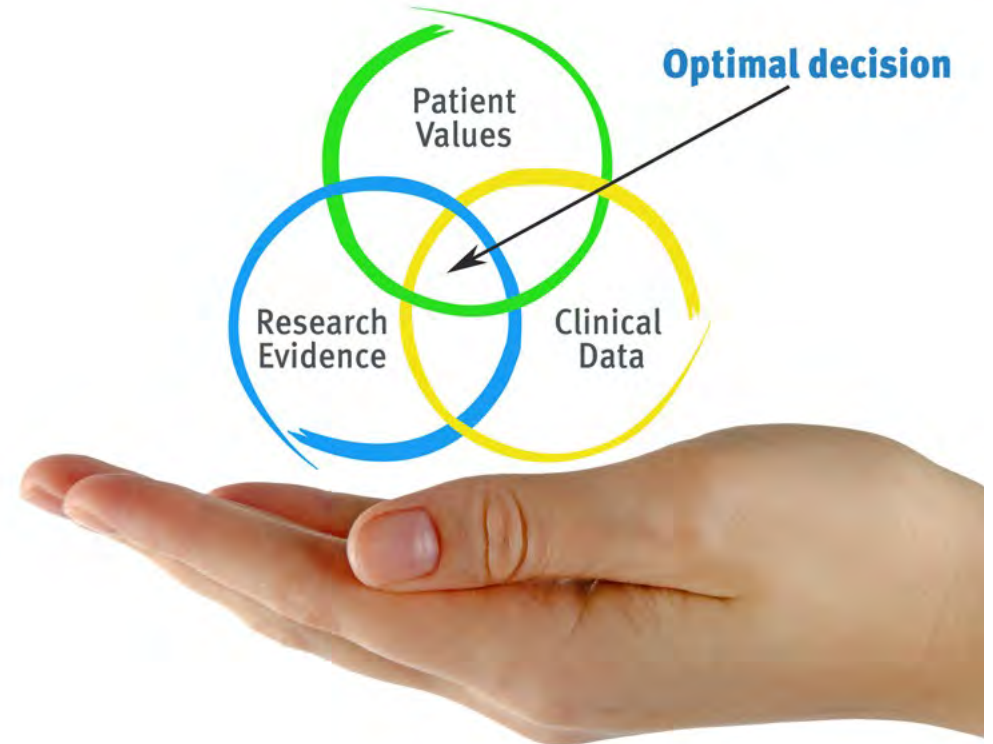 Optimal decision
Patient
Values
Research
Evidence
Clinical
Data